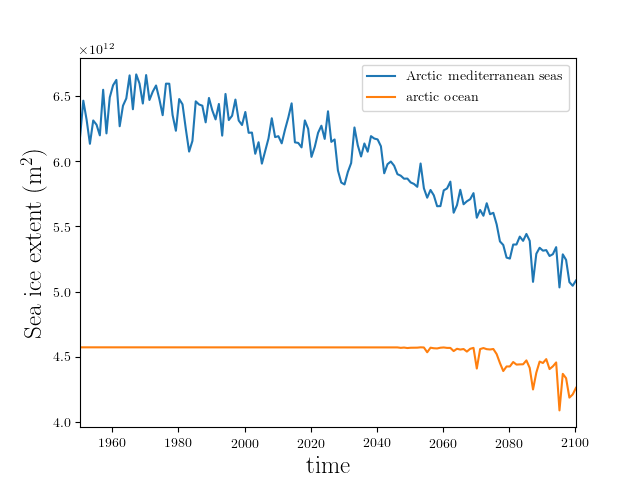 ×10¹²
Arctic mediterranean seas
arctic ocean
6.5
6.0
5.5
5.0
4.5
4.0
Sea ice extent (m²)
1960 1980 2000 2020 2040 2060 2080 2100
time